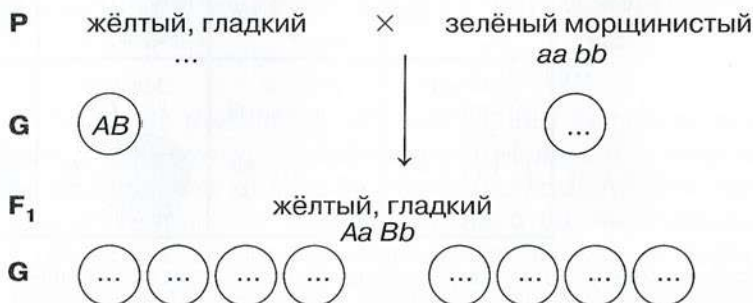 P жёлтый, гладкий × зелёный морщинистый
... aa bb
G AB ...
F₁ жёлтый, гладкий
Aa Bb
G ... ... ... ... ... ... ... ...